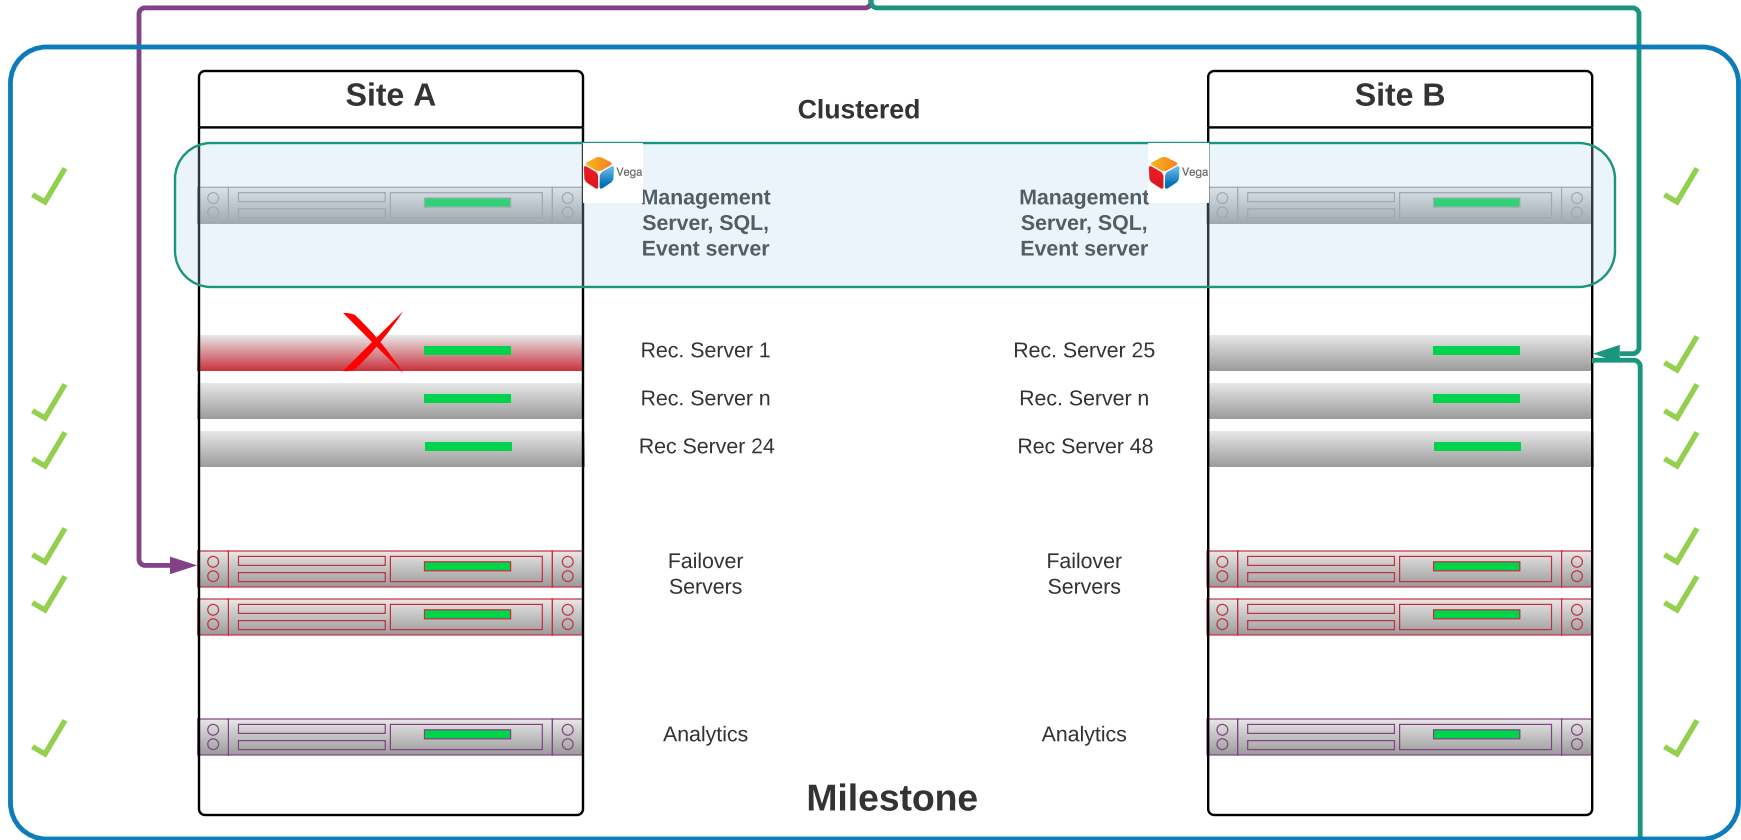 Site A
Site B
Clustered
Vega
Vega
Management
Server, SQL,
Event server
Management
Server, SQL,
Event server
Rec. Server 1
Rec. Server 25
Rec. Server n
Rec. Server n
Rec Server 24
Rec Server 48
Failover
Servers
Failover
Servers
Analytics
Analytics
Milestone